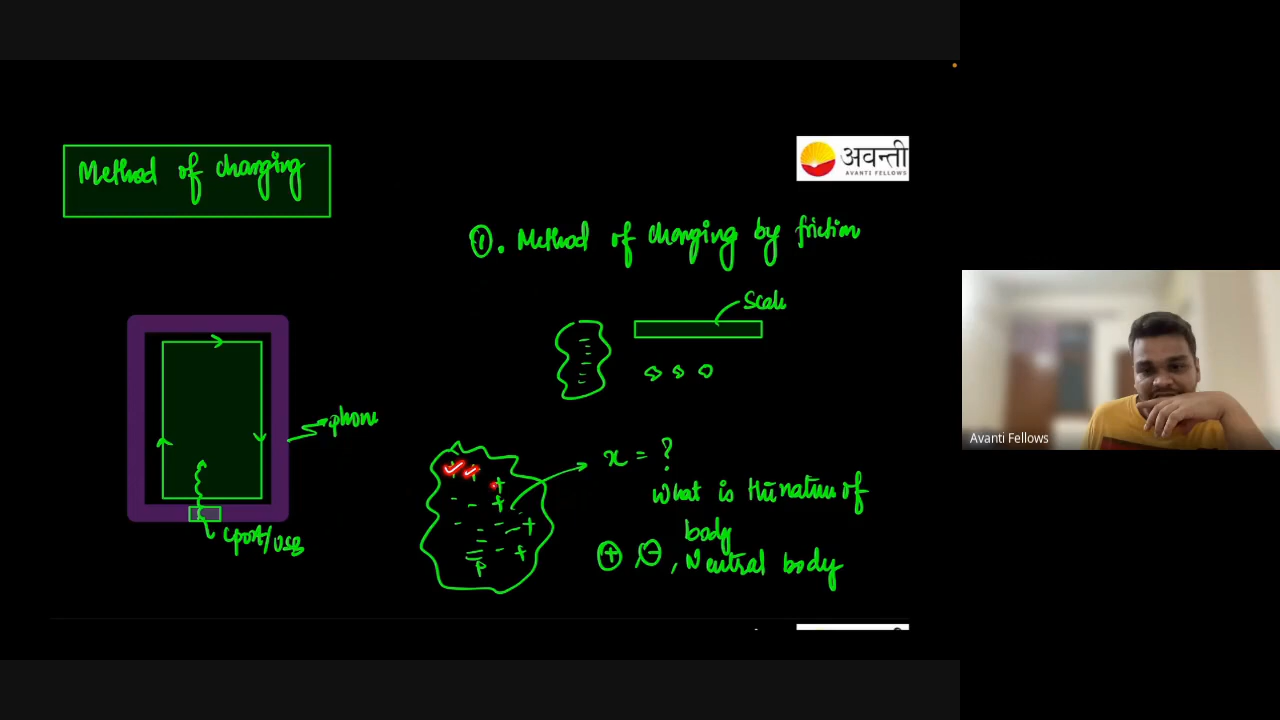 Method of charging
अवन्ती
AVANTI FELLOWS
①. Method of charging by friction
Scale
phone
x = ?
What is the nature of
body
⊕, ⊖, Neutral body
Cport/USB
+ +
+
- - +
- - - +
- - +
P
Avanti Fellows